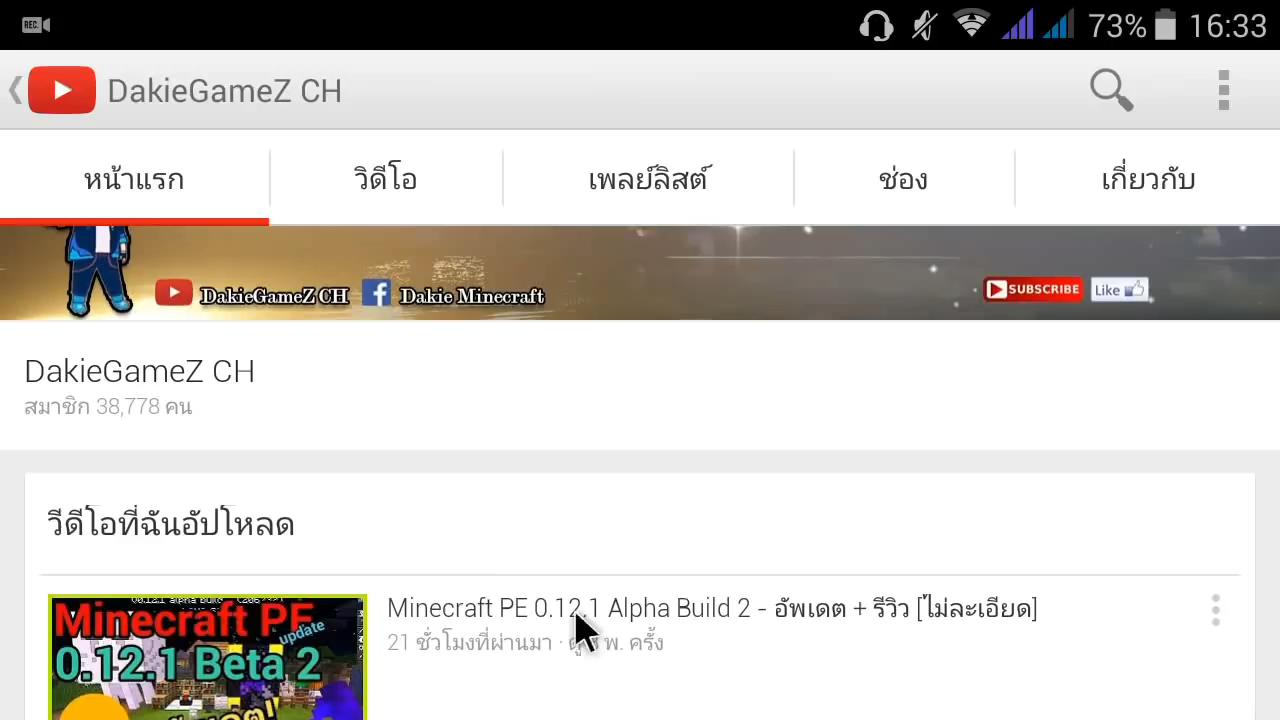 REC.
73% 16:33
DakieGameZ CH
หน้าแรก วิดีโอ เพลย์ลิสต์ ช่อง เกี่ยวกับ
DakieGameZ CH Dakie Minecraft SUBSCRIBE Like
DakieGameZ CH
สมาชิก 38,778 คน
วีดีโอที่ฉันอัปโหลด
Minecraft PE 0.12.1 Alpha Build 2 - อัพเดต + รีวิว [ไม่ละเอียด]
21 ชั่วโมงที่ผ่านมา · พ. ครั้ง
Minecraft PE
update
0.12.1 Beta 2